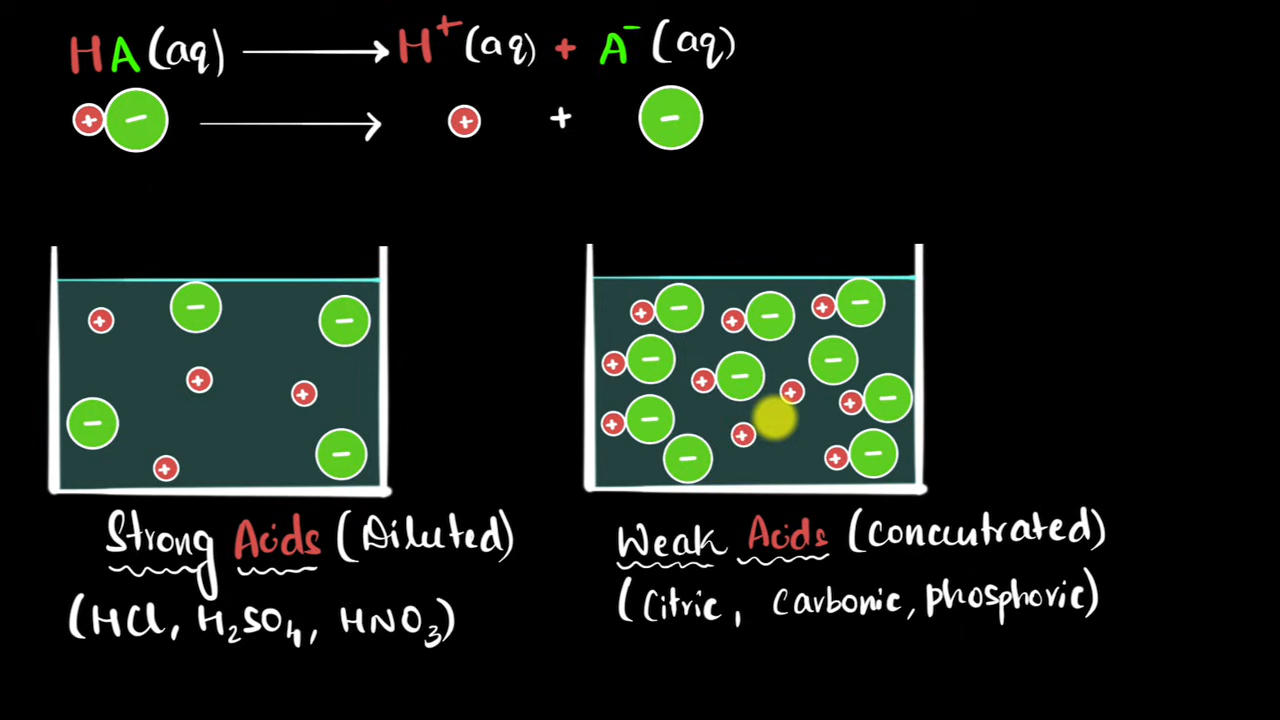 HA(aq) ⟶ H⁺(aq) + A⁻(aq)
+ − ⟶ + + −
Strong Acids (Diluted)
Weak Acids (Concentrated)
(HCl, H₂SO₄, HNO₃)
(Citric, Carbonic, phosphoric)